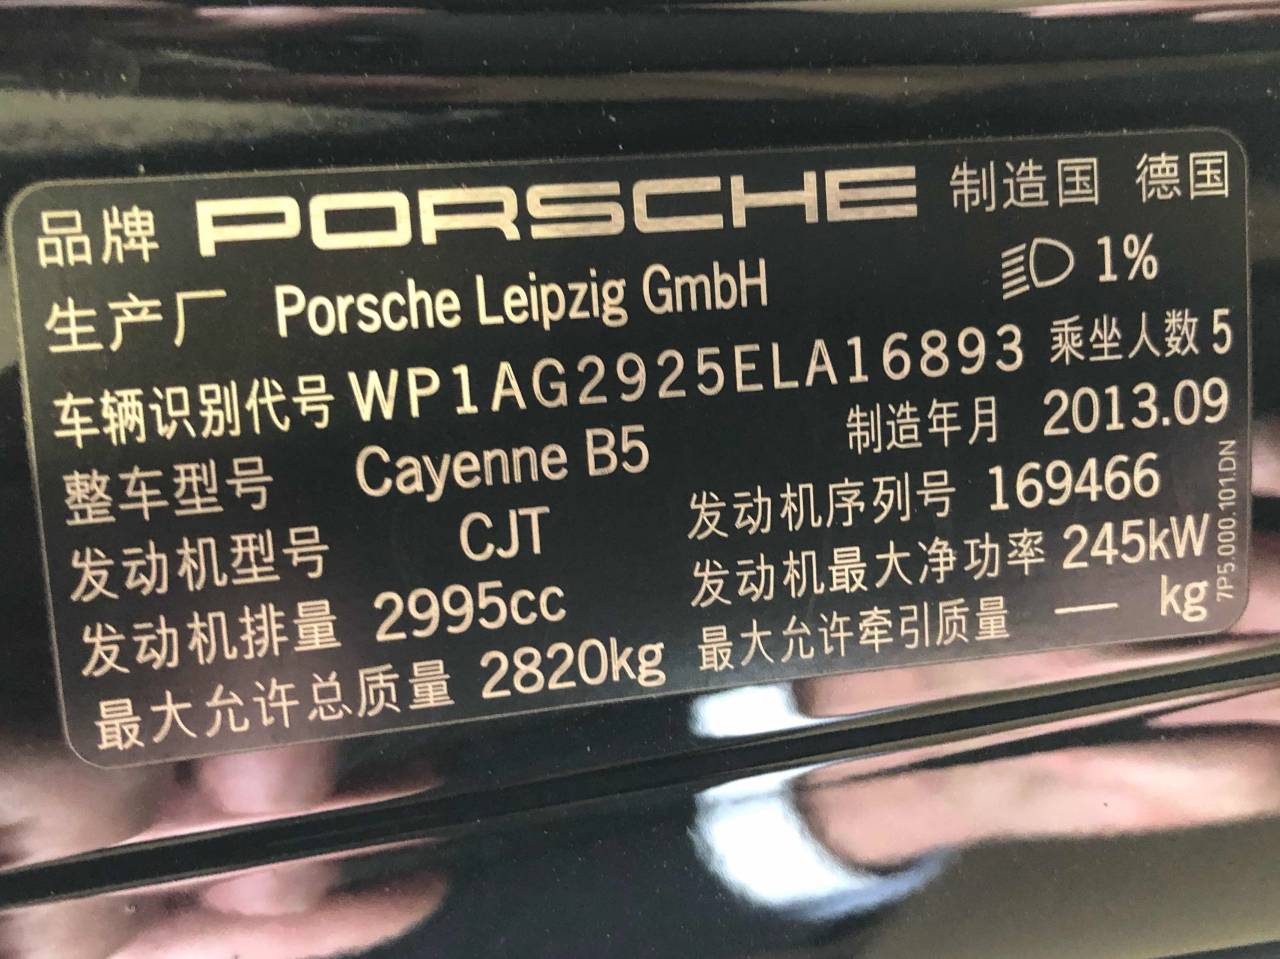 品牌 PORSCHE 制造国 德国
生产厂 Porsche Leipzig GmbH 1%
车辆识别代号 WP1AG2925ELA16893 乘坐人数 5
整车型号 Cayenne B5 制造年月 2013.09
发动机型号 CJT 发动机序列号 169466
发动机排量 2995cc 发动机最大净功率 245kW
最大允许总质量 2820kg 最大允许牵引质量 — kg
7P5.000.101.DN